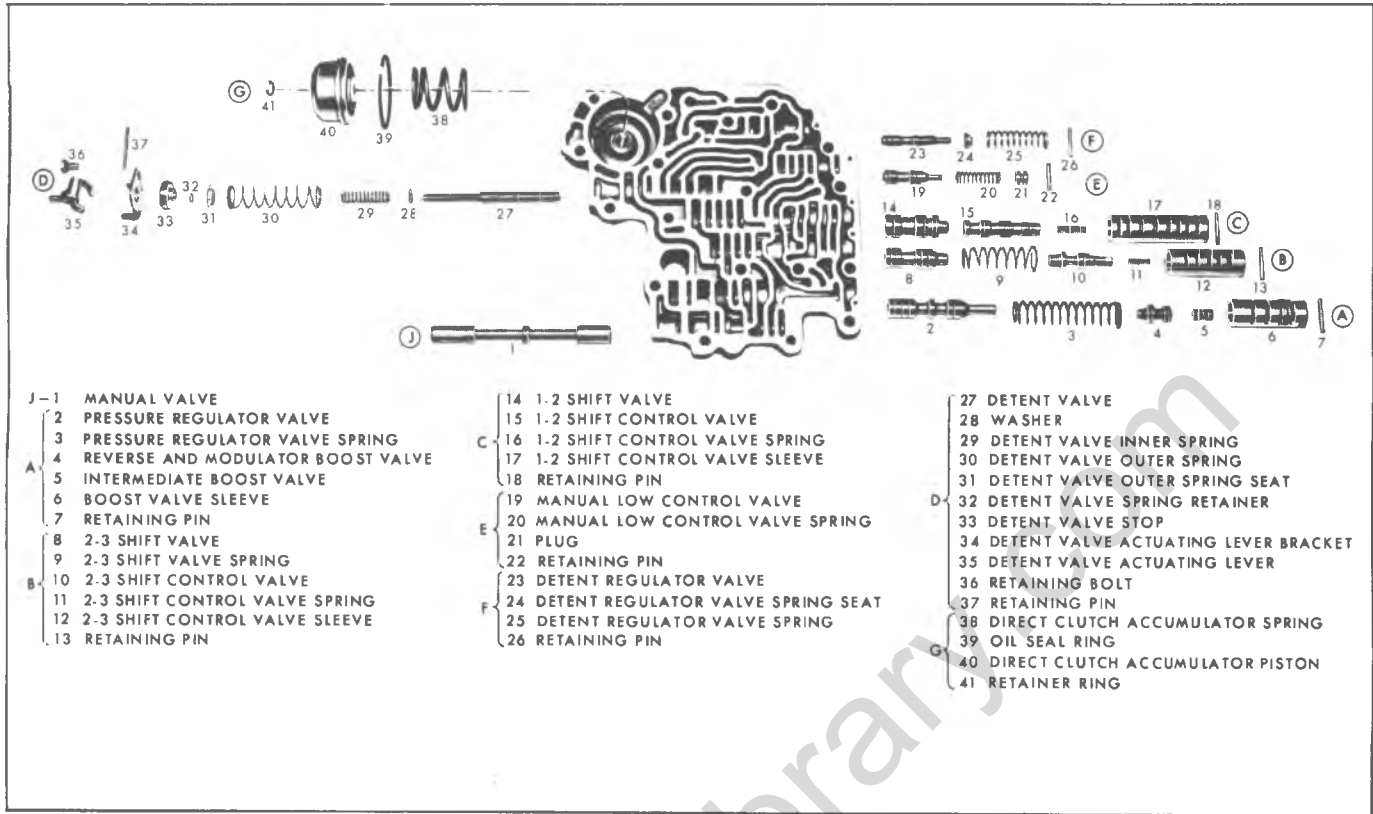 G
41
40
39
38
37
36
D
35
34
33
32
31
30
29
28
27
J
1
23
24
25
26
F
19
20
21
22
E
14
15
16
17
18
C
8
9
10
11
12
13
B
2
3
4
5
6
7
A
J-1 MANUAL VALVE
A
2 PRESSURE REGULATOR VALVE
3 PRESSURE REGULATOR VALVE SPRING
4 REVERSE AND MODULATOR BOOST VALVE
5 INTERMEDIATE BOOST VALVE
6 BOOST VALVE SLEEVE
7 RETAINING PIN
B
8 2-3 SHIFT VALVE
9 2-3 SHIFT VALVE SPRING
10 2-3 SHIFT CONTROL VALVE
11 2-3 SHIFT CONTROL VALVE SPRING
12 2-3 SHIFT CONTROL VALVE SLEEVE
13 RETAINING PIN
C
14 1-2 SHIFT VALVE
15 1-2 SHIFT CONTROL VALVE
16 1-2 SHIFT CONTROL VALVE SPRING
17 1-2 SHIFT CONTROL VALVE SLEEVE
18 RETAINING PIN
E
19 MANUAL LOW CONTROL VALVE
20 MANUAL LOW CONTROL VALVE SPRING
21 PLUG
22 RETAINING PIN
F
23 DETENT REGULATOR VALVE
24 DETENT REGULATOR VALVE SPRING SEAT
25 DETENT REGULATOR VALVE SPRING
26 RETAINING PIN
D
27 DETENT VALVE
28 WASHER
29 DETENT VALVE INNER SPRING
30 DETENT VALVE OUTER SPRING
31 DETENT VALVE OUTER SPRING SEAT
32 DETENT VALVE SPRING RETAINER
33 DETENT VALVE STOP
34 DETENT VALVE ACTUATING LEVER BRACKET
35 DETENT VALVE ACTUATING LEVER
36 RETAINING BOLT
37 RETAINING PIN
G
38 DIRECT CLUTCH ACCUMULATOR SPRING
39 OIL SEAL RING
40 DIRECT CLUTCH ACCUMULATOR PISTON
41 RETAINER RING
brary.com